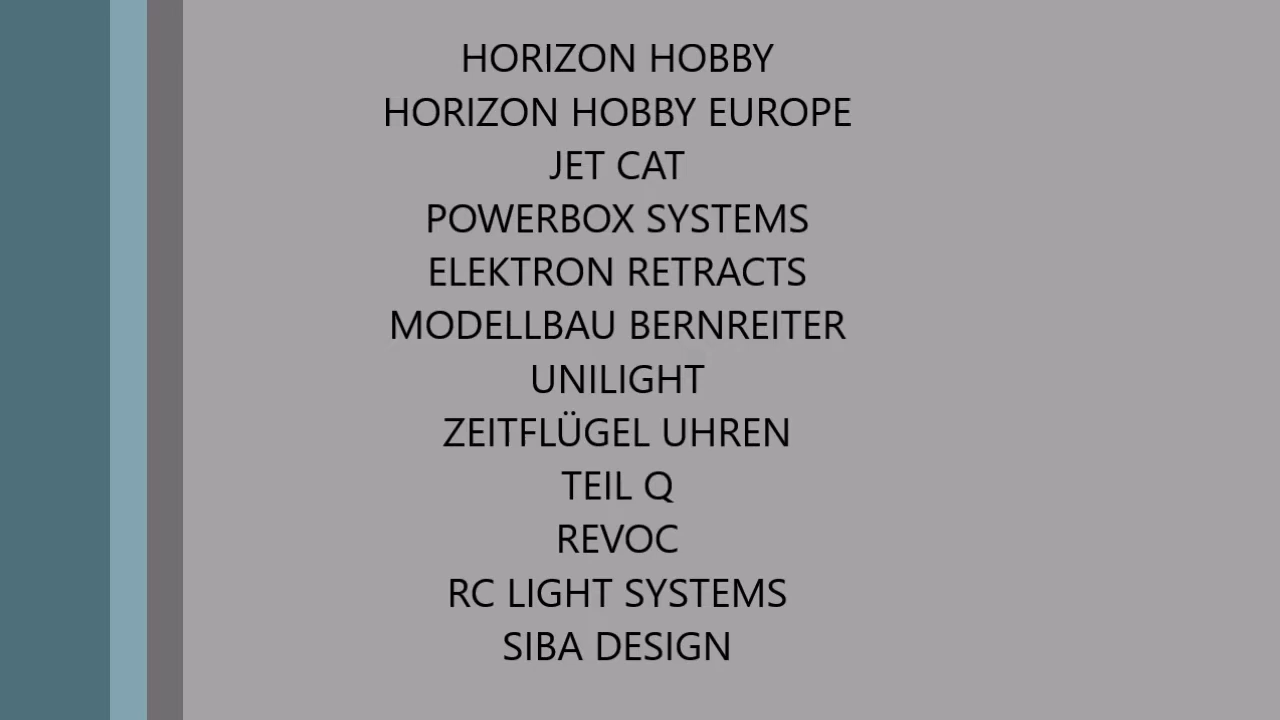 HORIZON HOBBY
HORIZON HOBBY EUROPE
JET CAT
POWERBOX SYSTEMS
ELEKTRON RETRACTS
MODELLBAU BERNREITER
UNILIGHT
ZEITFLÜGEL UHREN
TEIL Q
REVOC
RC LIGHT SYSTEMS
SIBA DESIGN